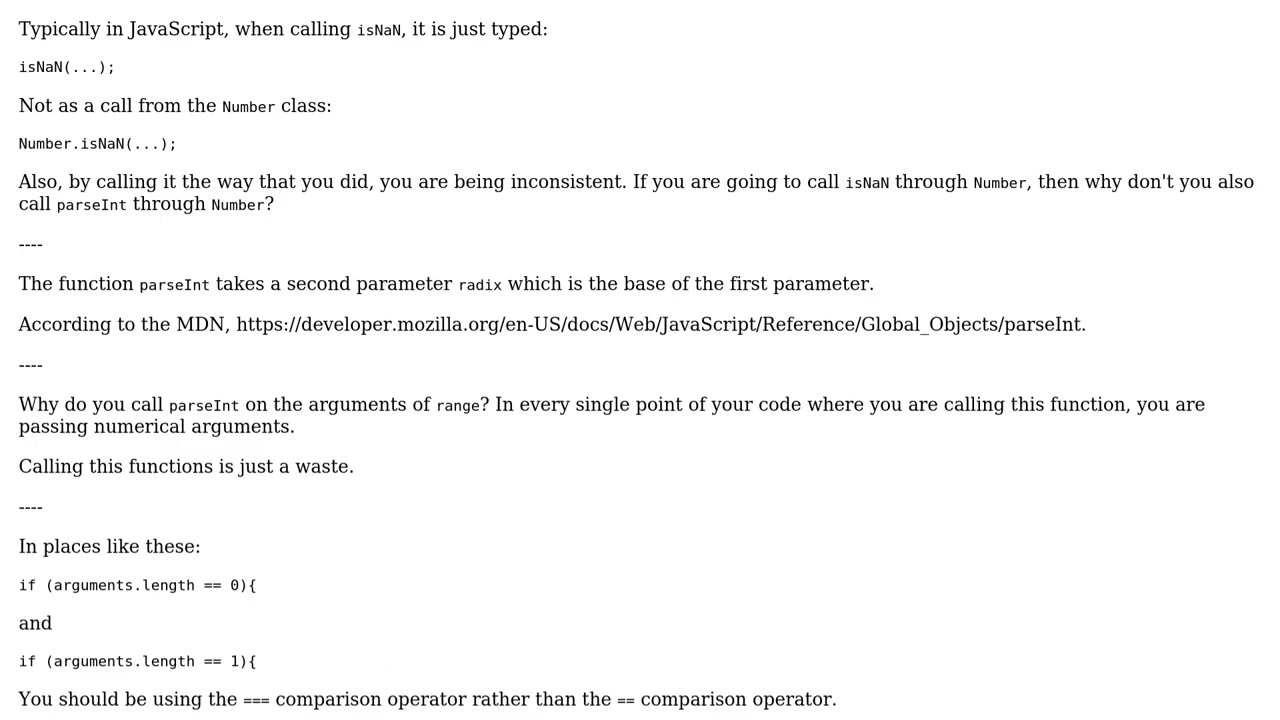 Typically in JavaScript, when calling isNaN, it is just typed:
isNaN(...);
Not as a call from the Number class:
Number.isNaN(...);
Also, by calling it the way that you did, you are being inconsistent. If you are going to call isNaN through Number, then why don't you also
call parseInt through Number?
----
The function parseInt takes a second parameter radix which is the base of the first parameter.
According to the MDN, https://developer.mozilla.org/en-US/docs/Web/JavaScript/Reference/Global_Objects/parseInt.
----
Why do you call parseInt on the arguments of range? In every single point of your code where you are calling this function, you are
passing numerical arguments.
Calling this functions is just a waste.
----
In places like these:
if (arguments.length == 0){
and
if (arguments.length == 1){
You should be using the === comparison operator rather than the == comparison operator.